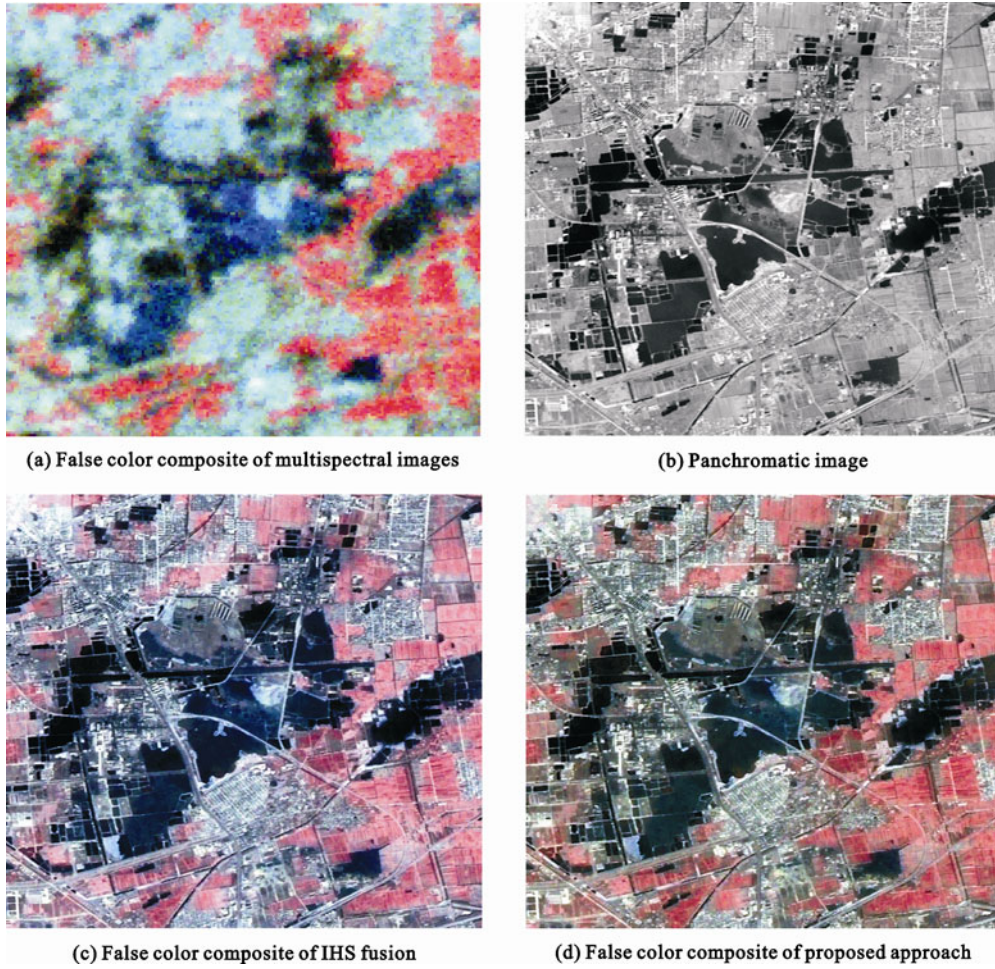 (a) False color composite of multispectral images
(b) Panchromatic image
(c) False color composite of IHS fusion
(d) False color composite of proposed approach